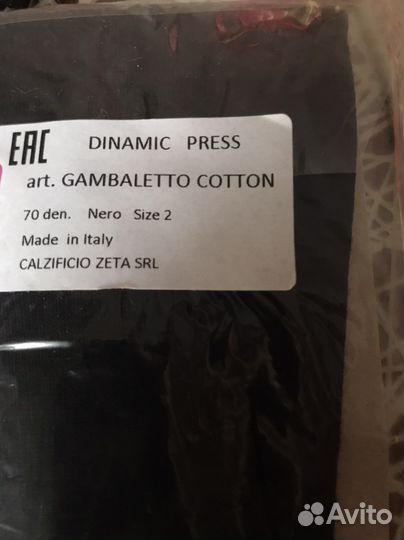 EAC
DINAMIC PRESS
art. GAMBALETTO COTTON
70 den. Nero Size 2
Made in Italy
CALZIFICIO ZETA SRL
Avito